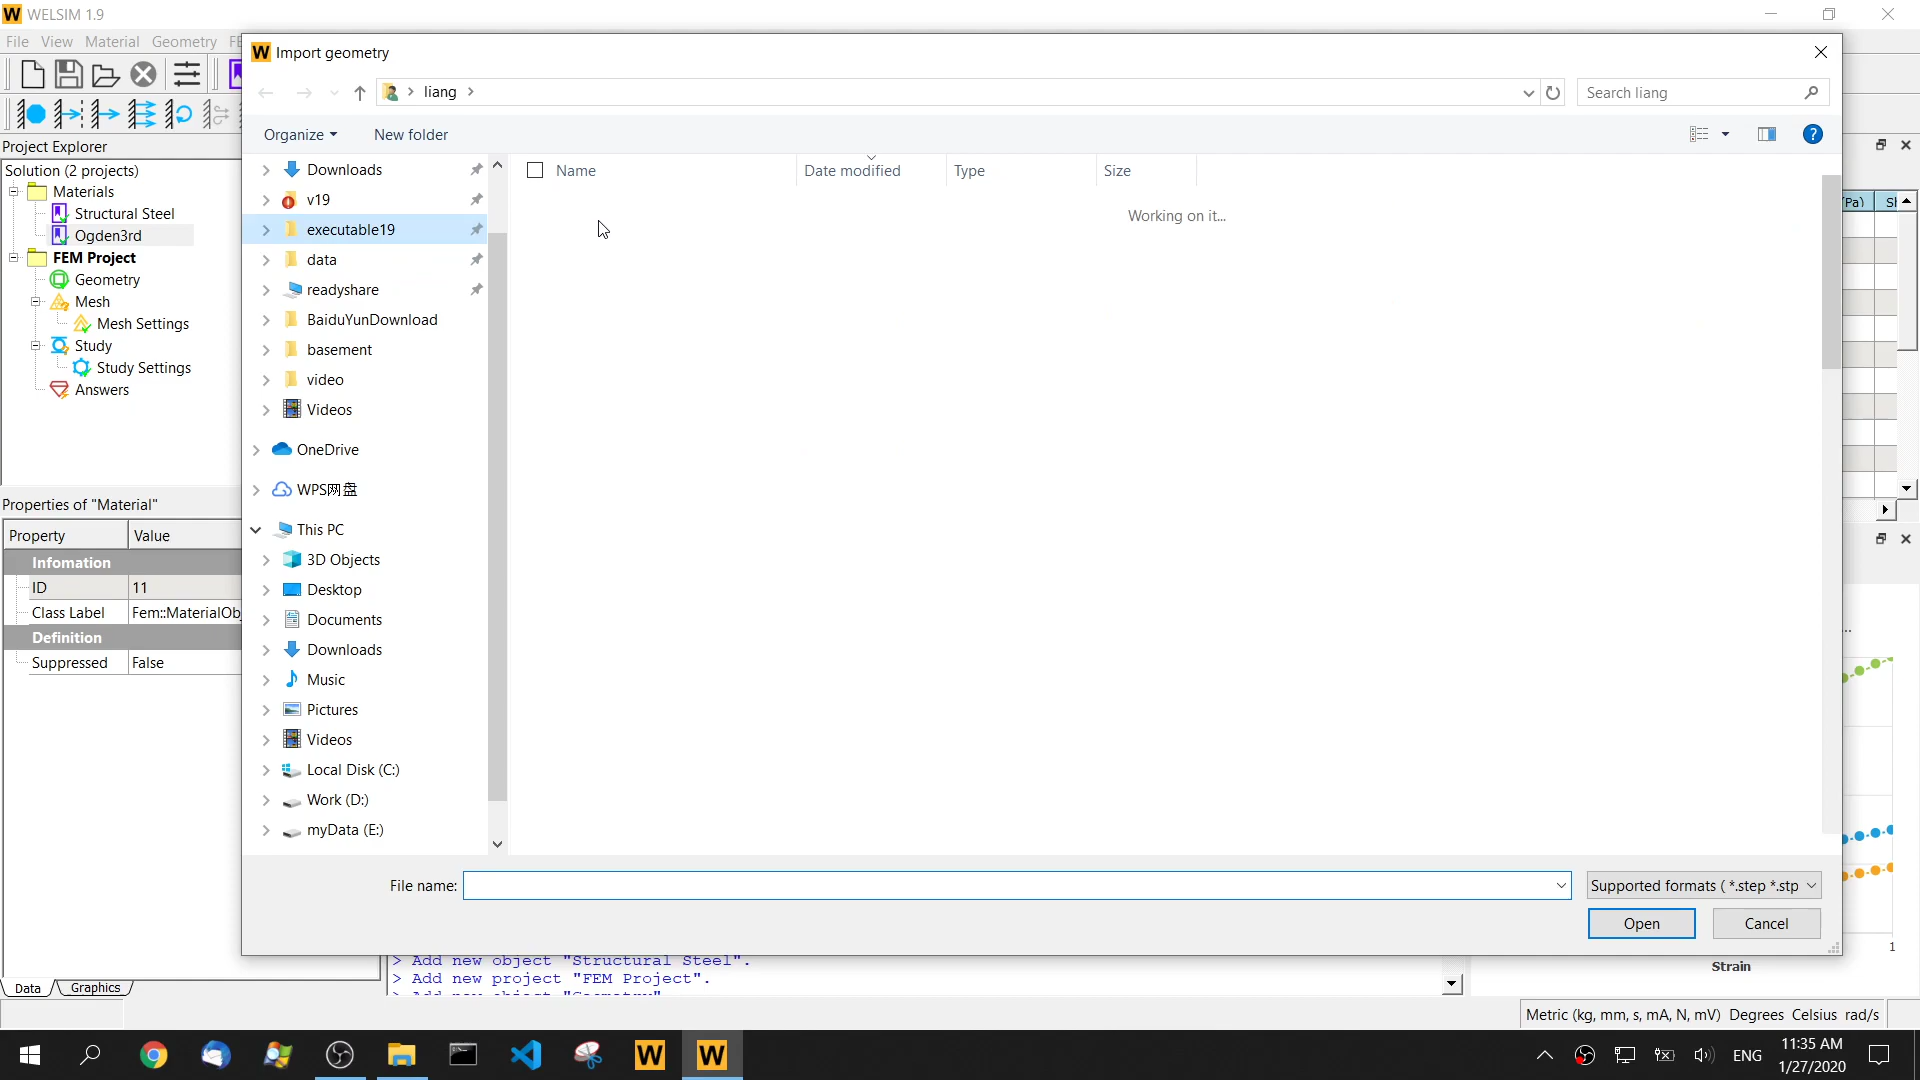 WELSIM 1.9
File View Material Geometry
Import geometry
liang
Search liang
Organize New folder
Project Explorer
Solution (2 projects)
Materials
Structural Steel
Ogden3rd
FEM Project
Geometry
Mesh
Mesh Settings
Study
Study Settings
Answers
Downloads
v19
executable19
data
readyshare
BaiduYunDownload
basement
video
Videos
OneDrive
WPS网盘
This PC
3D Objects
Desktop
Documents
Downloads
Music
Pictures
Videos
Local Disk (C:)
Work (D:)
myData (E:)
Name Date modified Type Size
Working on it...
Properties of "Material"
Property Value
Infomation
ID 11
Class Label Fem::MaterialOb
Definition
Suppressed False
File name:
Supported formats ( *.step *.stp
Open Cancel
> Add new object "Structural Steel".
> Add new project "FEM Project".
> Add new object "Geometry"
1
Strain
Data Graphics
Metric (kg, mm, s, mA, N, mV) Degrees Celsius rad/s
ENG
11:35 AM
1/27/2020